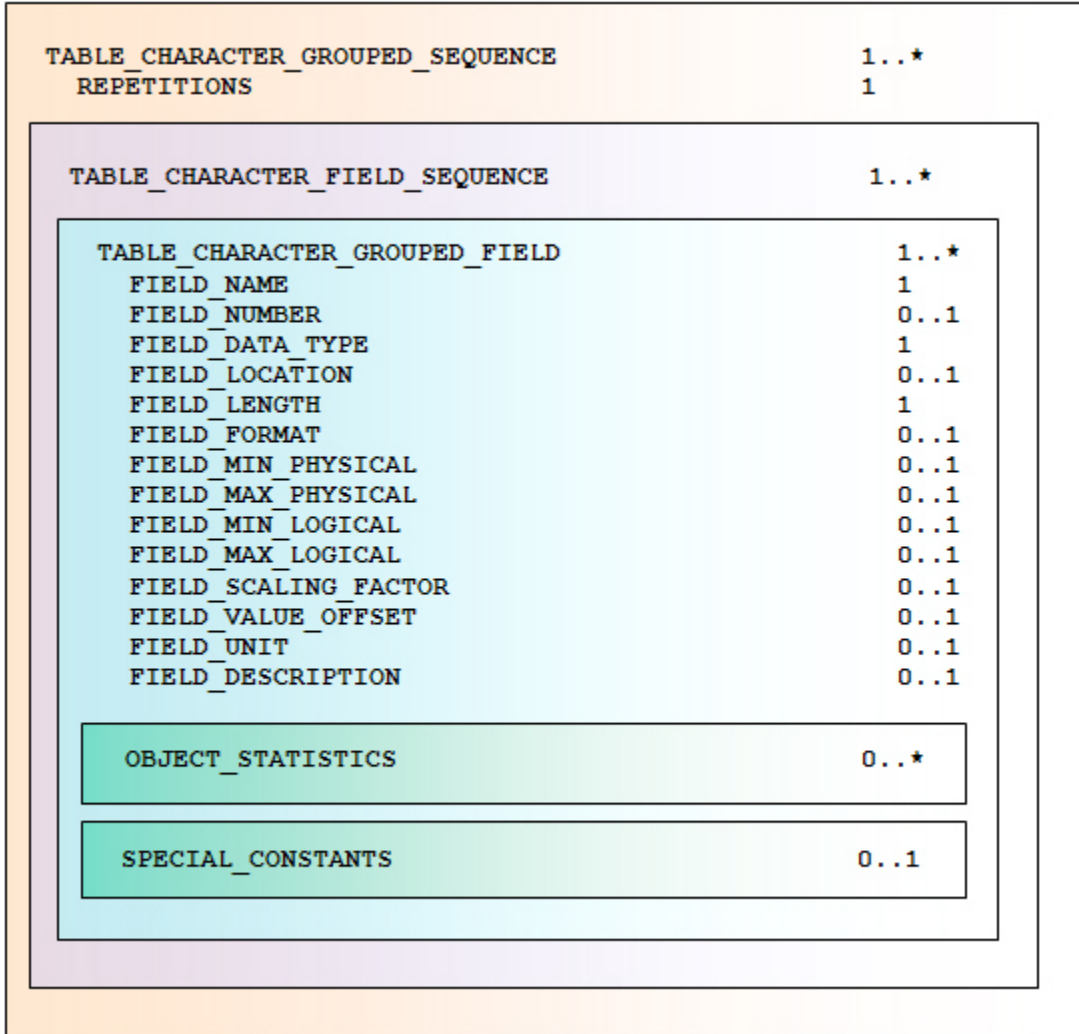 TABLE_CHARACTER_GROUPED_SEQUENCE 1..*
REPETITIONS 1
TABLE_CHARACTER_FIELD_SEQUENCE 1..*
TABLE_CHARACTER_GROUPED_FIELD 1..*
FIELD_NAME 1
FIELD_NUMBER 0..1
FIELD_DATA_TYPE 1
FIELD_LOCATION 0..1
FIELD_LENGTH 1
FIELD_FORMAT 0..1
FIELD_MIN_PHYSICAL 0..1
FIELD_MAX_PHYSICAL 0..1
FIELD_MIN_LOGICAL 0..1
FIELD_MAX_LOGICAL 0..1
FIELD_SCALING_FACTOR 0..1
FIELD_VALUE_OFFSET 0..1
FIELD_UNIT 0..1
FIELD_DESCRIPTION 0..1
OBJECT_STATISTICS 0..*
SPECIAL_CONSTANTS 0..1